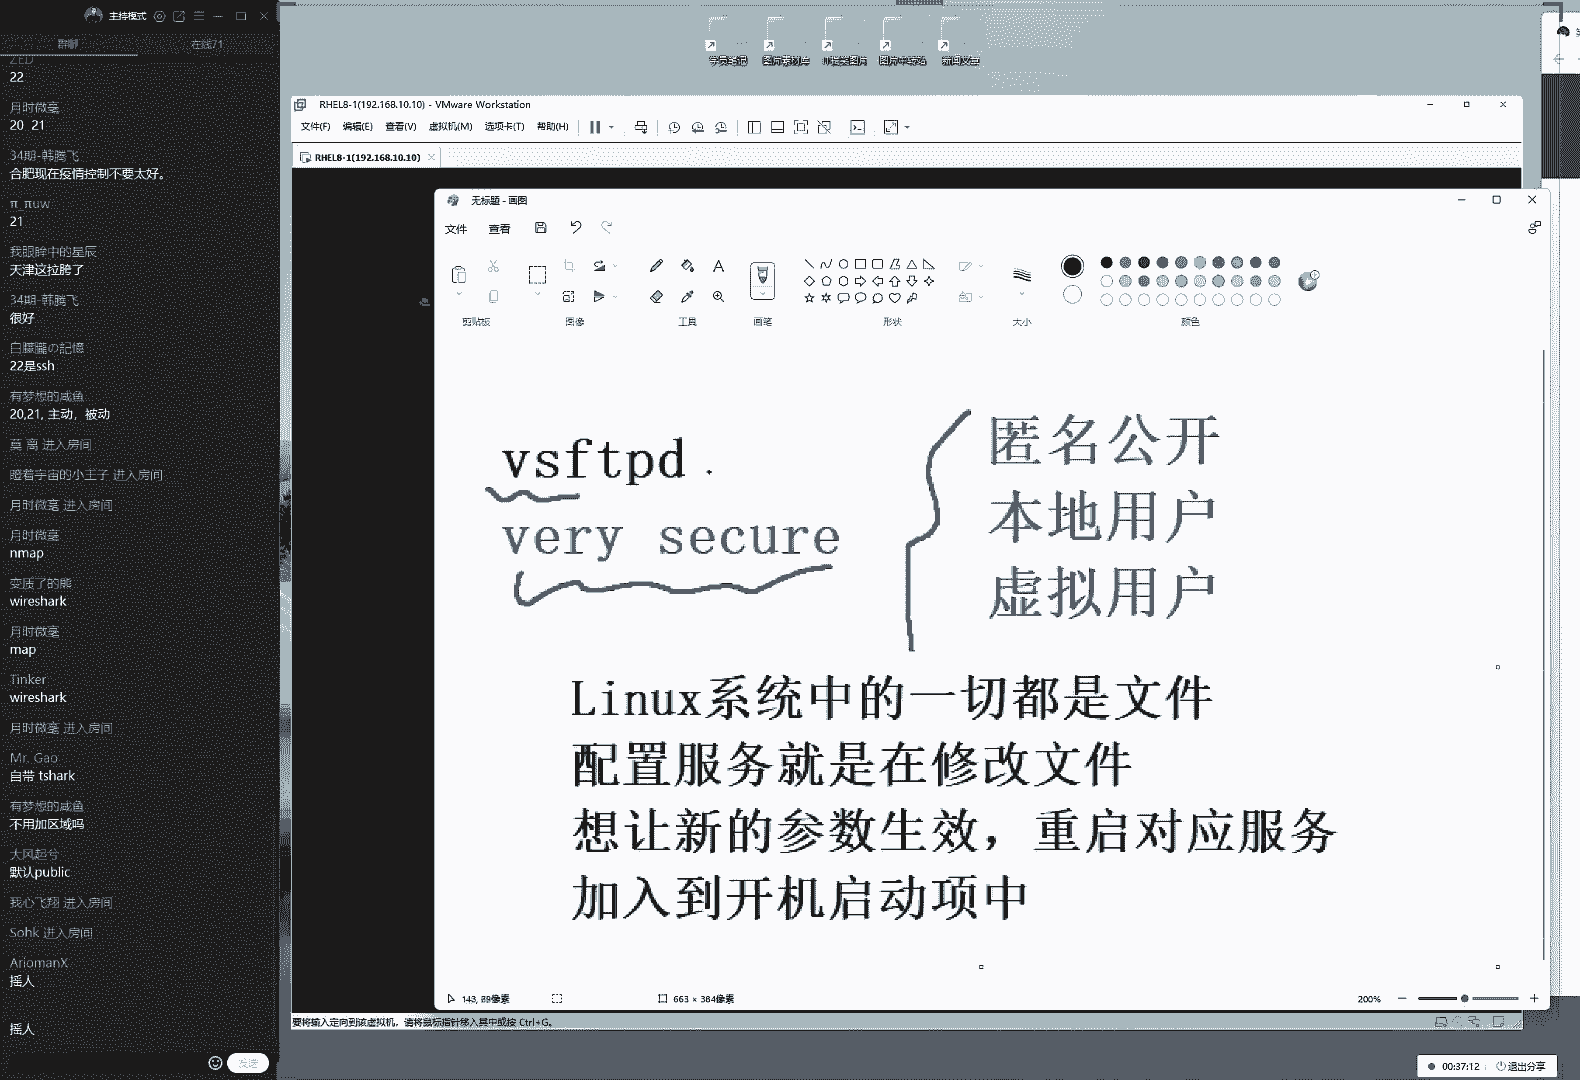 主持模式
群聊
在线71
ZED
22
月时微毫
20 21
34期-韩腾飞
合肥现在疫情控制不要太好。
π_πuw
21
我眼眸中的星辰
天津这拉胯了
34期-韩腾飞
很好
白朦朧の記憶
22是ssh
有梦想的咸鱼
20,21, 主动，被动
莫 离 进入房间
瞪着宇宙的小王子 进入房间
月时微毫 进入房间
月时微毫
nmap
变质了的熊
wireshark
月时微毫
map
Tinker
wireshark
月时微毫 进入房间
Mr. Gao
自带 tshark
有梦想的咸鱼
不用加区域吗
大风起兮
默认public
我心飞翔 进入房间
Sohk 进入房间
AriomanX
摇人
摇人
发送
学员笔记
图片素材库
IT相关图片
图片中转站
新闻文章
RHEL8-1(192.168.10.10) - VMware Workstation
文件(F) 编辑(E) 查看(V) 虚拟机(M) 选项卡(T) 帮助(H)
RHEL8-1(192.168.10.10)
无标题 - 画图
文件 查看
A
剪贴板 图像 工具 画笔 形状 大小 颜色
vsftpd .
very secure
匿名公开
本地用户
虚拟用户
Linux系统中的一切都是文件
配置服务就是在修改文件
想让新的参数生效，重启对应服务
加入到开机启动项中
143, 89像素
663 × 384像素
200%
要将输入定向到该虚拟机，请将鼠标指针移入其中或按 Ctrl+G。
00:37:12
退出分享